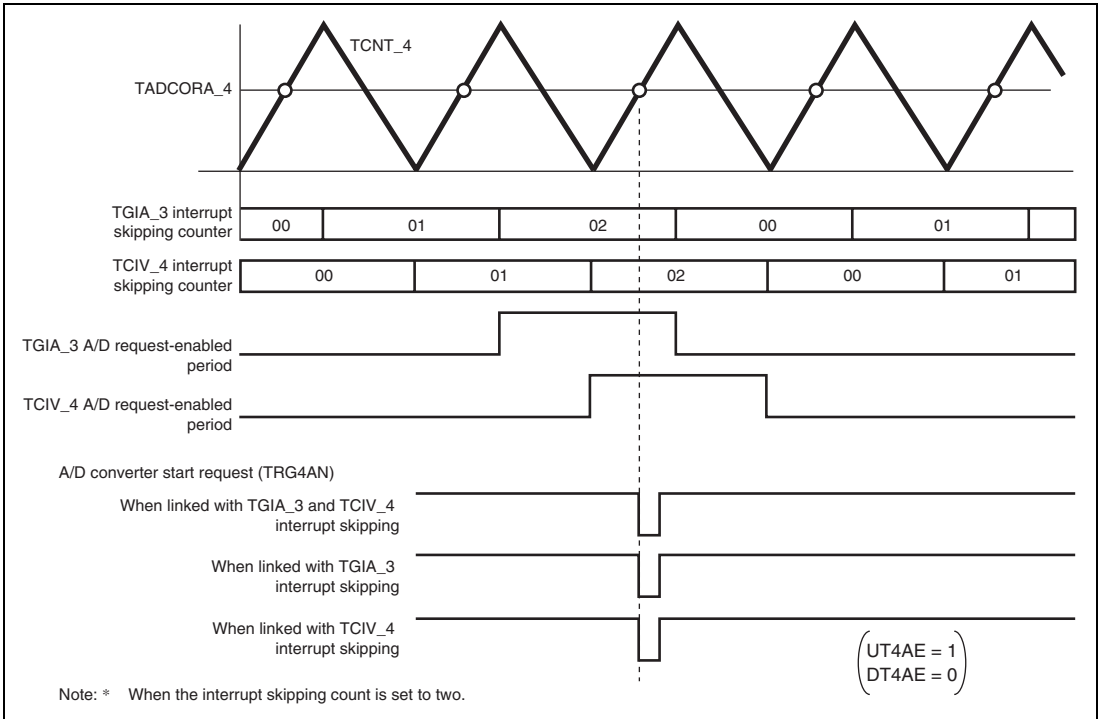 TCNT_4
TADCORA_4
TGIA_3 interrupt
skipping counter
00 01 02 00 01
TCIV_4 interrupt
skipping counter
00 01 02 00 01
TGIA_3 A/D request-enabled
period
TCIV_4 A/D request-enabled
period
A/D converter start request (TRG4AN)
When linked with TGIA_3 and TCIV_4
interrupt skipping
When linked with TGIA_3
interrupt skipping
When linked with TCIV_4
interrupt skipping
UT4AE = 1
DT4AE = 0
Note: * When the interrupt skipping count is set to two.